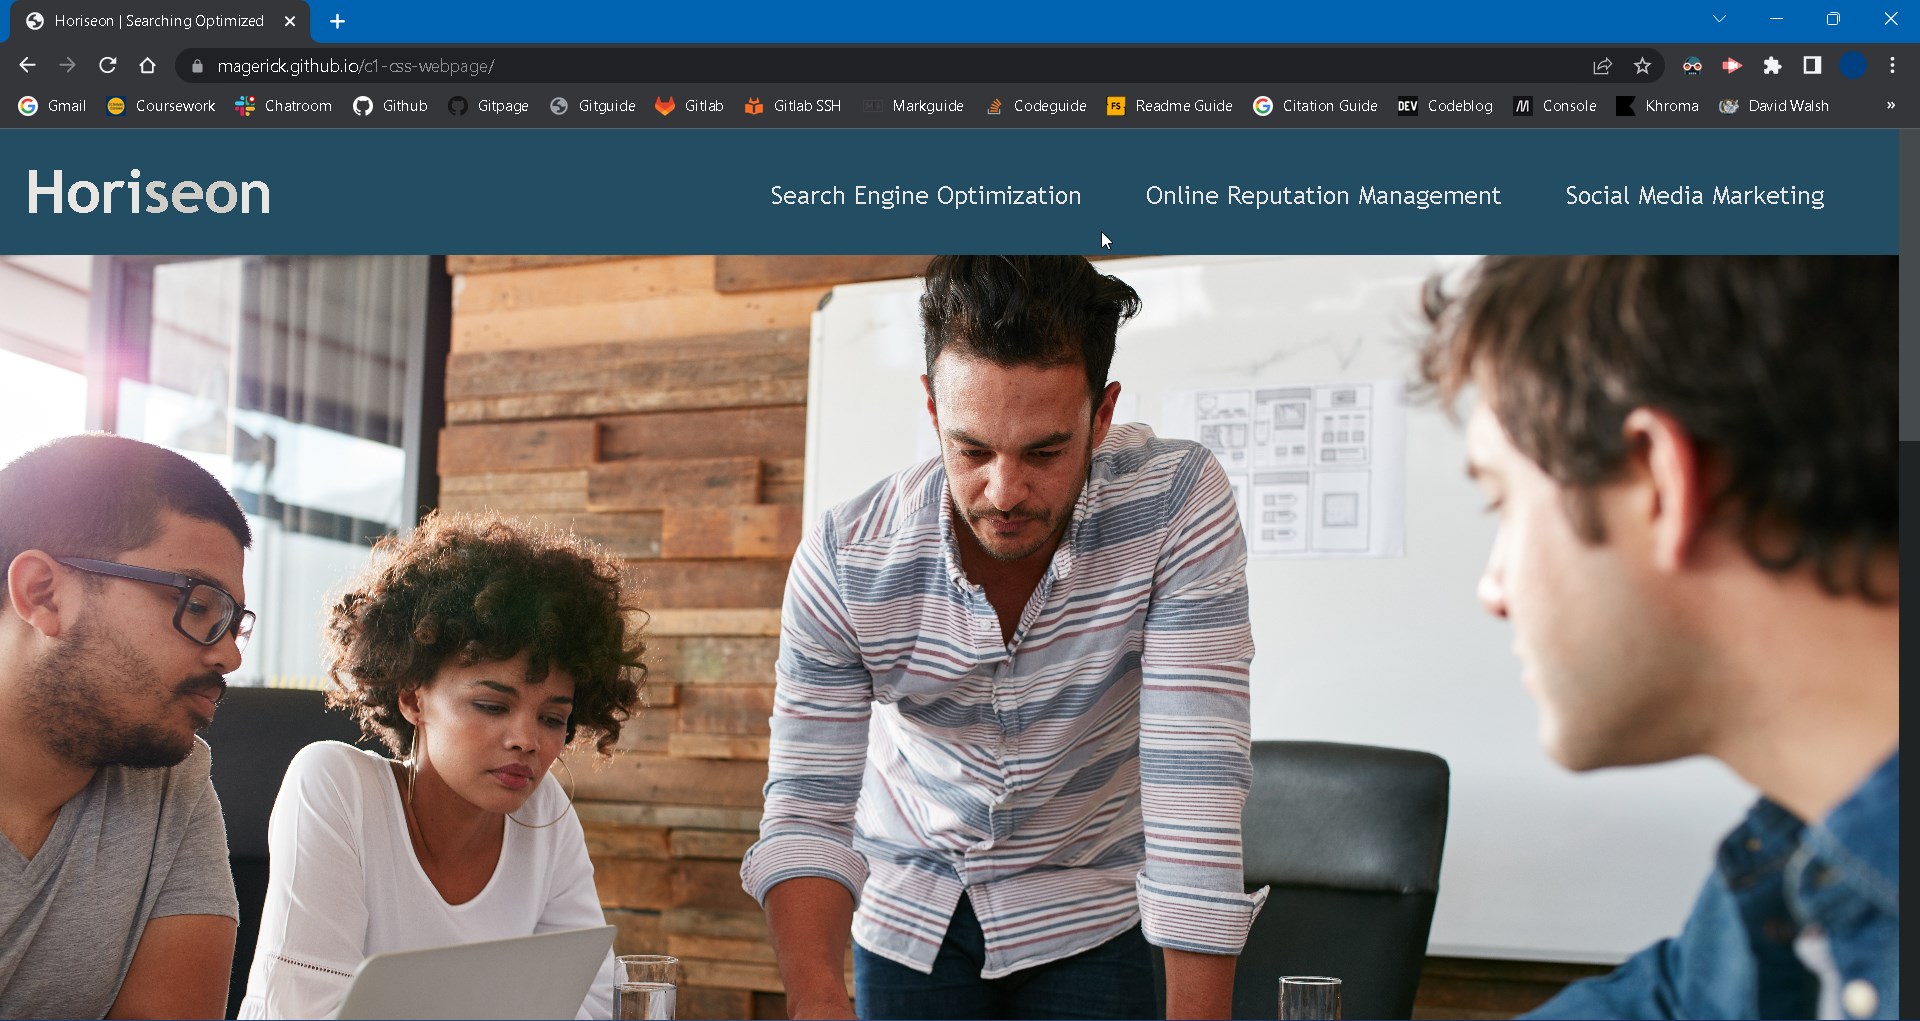 Horiseon | Searching Optimized
magerick.github.io/c1-css-webpage/
Gmail Coursework Chatroom Github Gitpage Gitguide Gitlab Gitlab SSH Markguide Codeguide FS Readme Guide Citation Guide DEV Codeblog Console Khroma David Walsh »
Horiseon
Search Engine Optimization Online Reputation Management Social Media Marketing